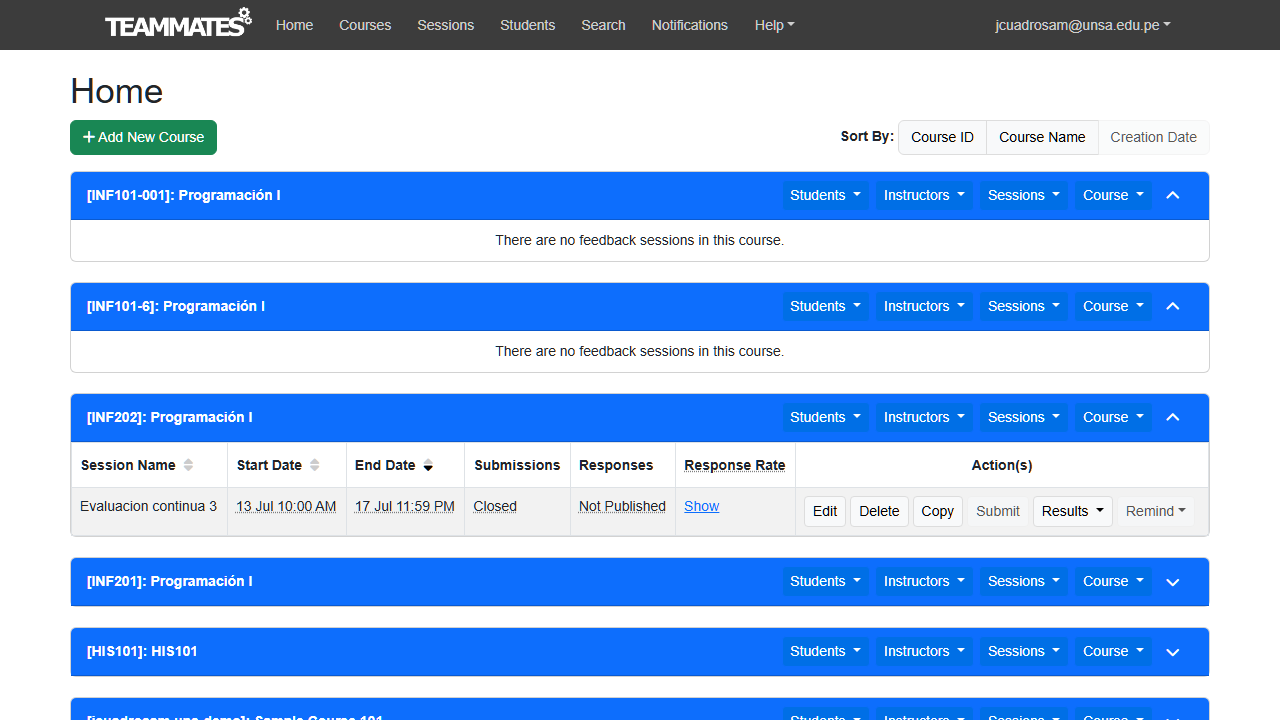 TEAMMATES Home Courses Sessions Students Search Notifications Help jcuadrosam@unsa.edu.pe
Home
Add New Course Sort By: Course ID Course Name Creation Date
[INF101-001]: Programación I Students Instructors Sessions Course
There are no feedback sessions in this course.
[INF101-6]: Programación I Students Instructors Sessions Course
There are no feedback sessions in this course.
[INF202]: Programación I Students Instructors Sessions Course
Session Name Start Date End Date Submissions Responses Response Rate Action(s)
Evaluacion continua 3 13 Jul 10:00 AM 17 Jul 11:59 PM Closed Not Published Show Edit Delete Copy Submit Results Remind
[INF201]: Programación I Students Instructors Sessions Course
[HIS101]: HIS101 Students Instructors Sessions Course
Sample Course 101 Students Instructors Sessions Course